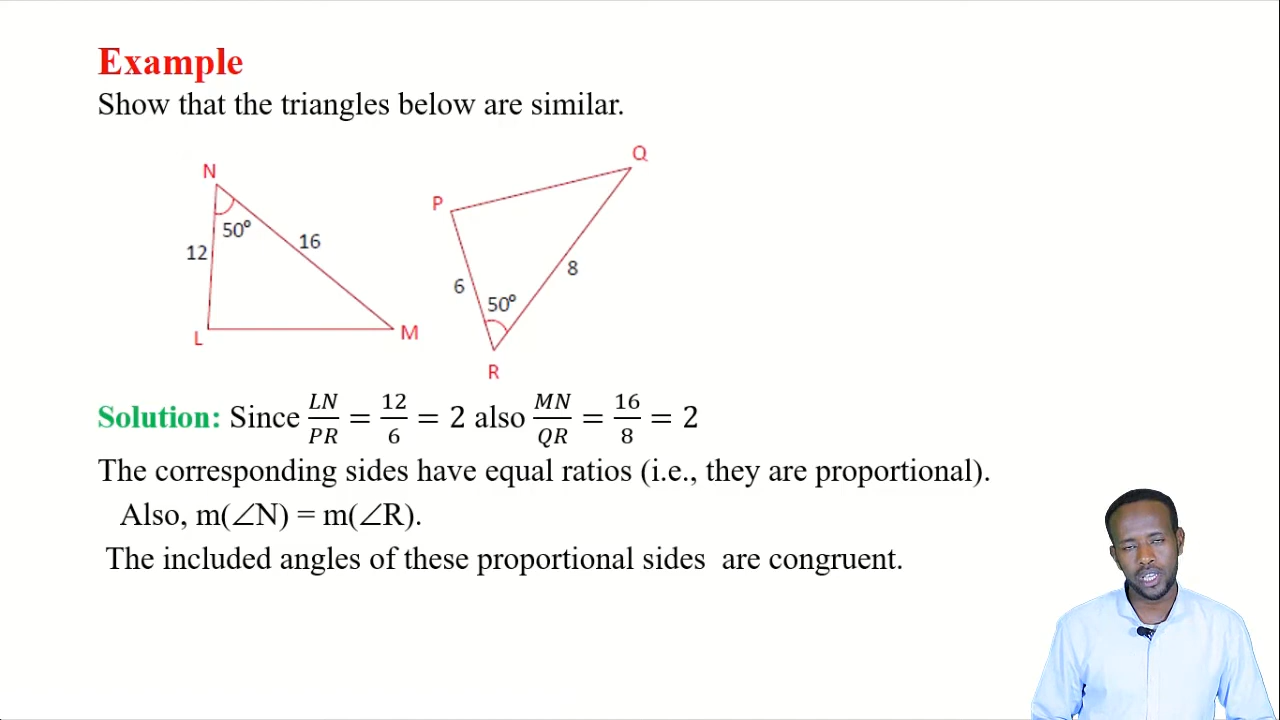 Example
Show that the triangles below are similar.
N
50⁰
12
16
L
M
Q
P
6
8
50⁰
R
Solution: Since LN/PR = 12/6 = 2 also MN/QR = 16/8 = 2
The corresponding sides have equal ratios (i.e., they are proportional).
Also, m(∠N) = m(∠R).
The included angles of these proportional sides are congruent.